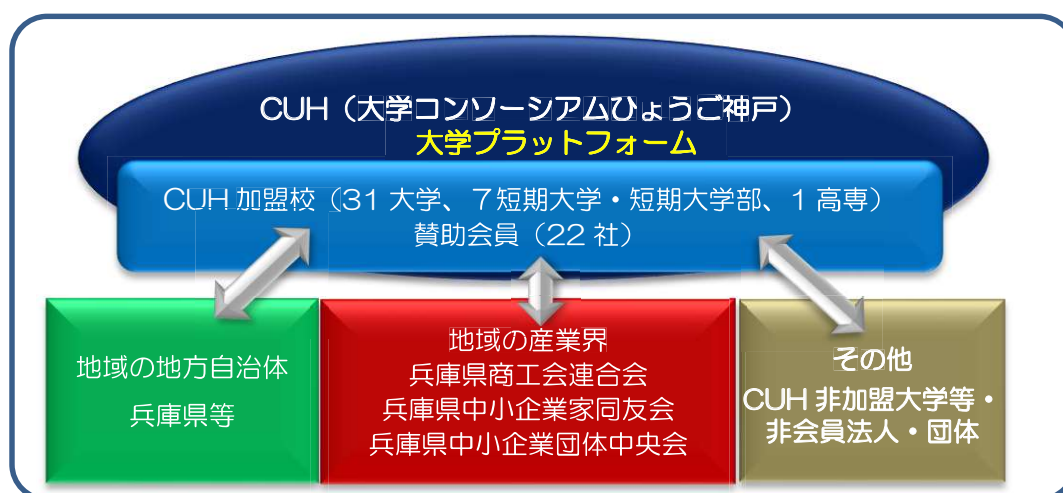 CUH（大学コンソーシアムひょうご神戸）
大学プラットフォーム
CUH 加盟校（31 大学、７短期大学・短期大学部、１高専）
賛助会員（22 社）
地域の地方自治体
兵庫県等
地域の産業界
兵庫県商工会連合会
兵庫県中小企業家同友会
兵庫県中小企業団体中央会
その他
CUH 非加盟大学等・
非会員法人・団体